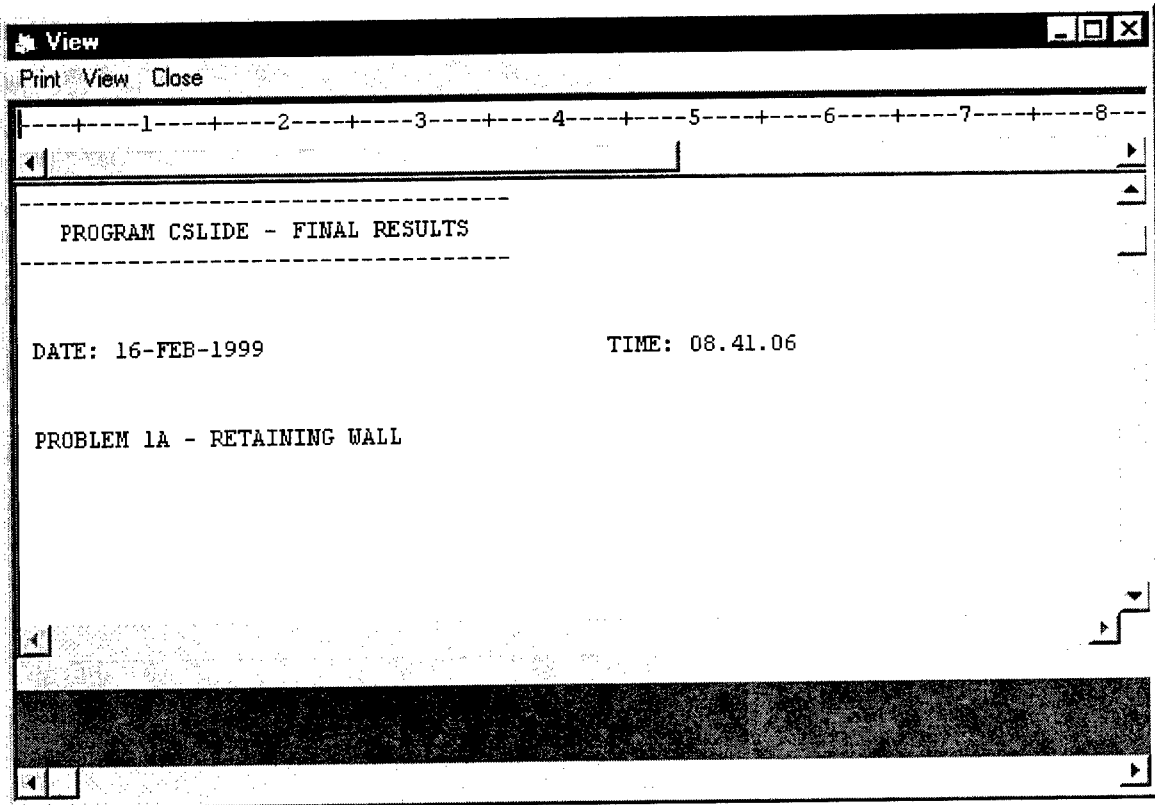 View
Print View Close
----+----1----+----2----+----3----+----4----+----5----+----6----+----7----+----8---
------------------------------------
PROGRAM CSLIDE - FINAL RESULTS
------------------------------------
DATE: 16-FEB-1999 TIME: 08.41.06
PROBLEM 1A - RETAINING WALL